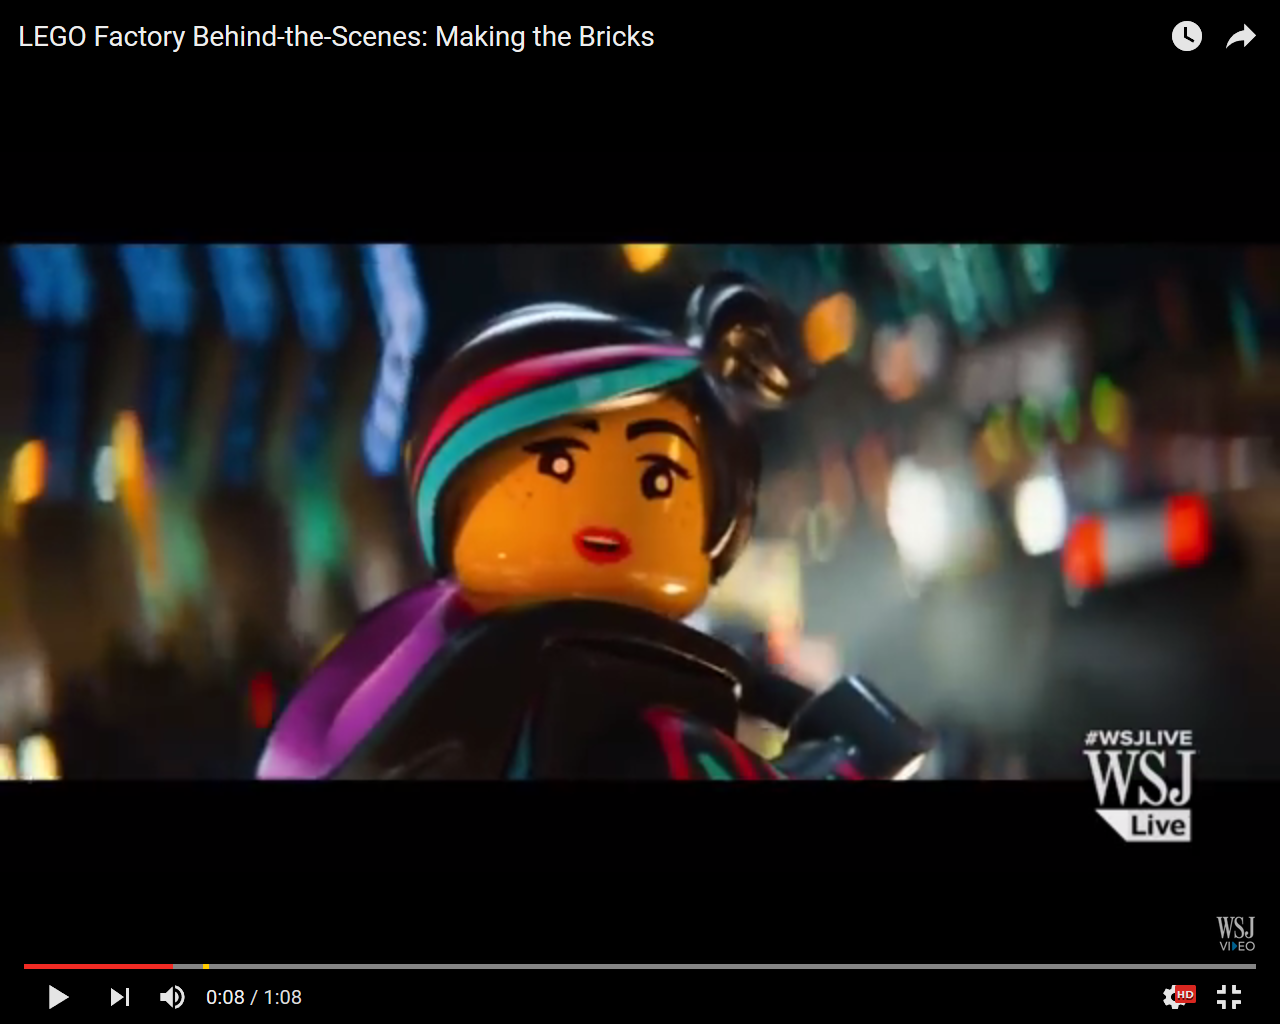 LEGO Factory Behind-the-Scenes: Making the Bricks
#WSJLIVE
WSJ
Live
WSJ
VIDEO
0:08 / 1:08
HD